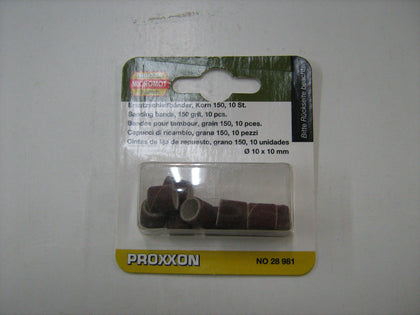 PROXXON
MICROMOT
Ersatzschleifbänder, Korn 150, 10 St.
Sanding bands, 150 grit, 10 pcs.
Bandes pour tambour, grain 150, 10 pces.
Capucci di ricambio, grana 150, 10 pezzi
Cintas de lija de repuesto, grano 150, 10 unidades
Ø 10 x 10 mm
Bitte Rückseite beachten
PROXXON
NO 28 981